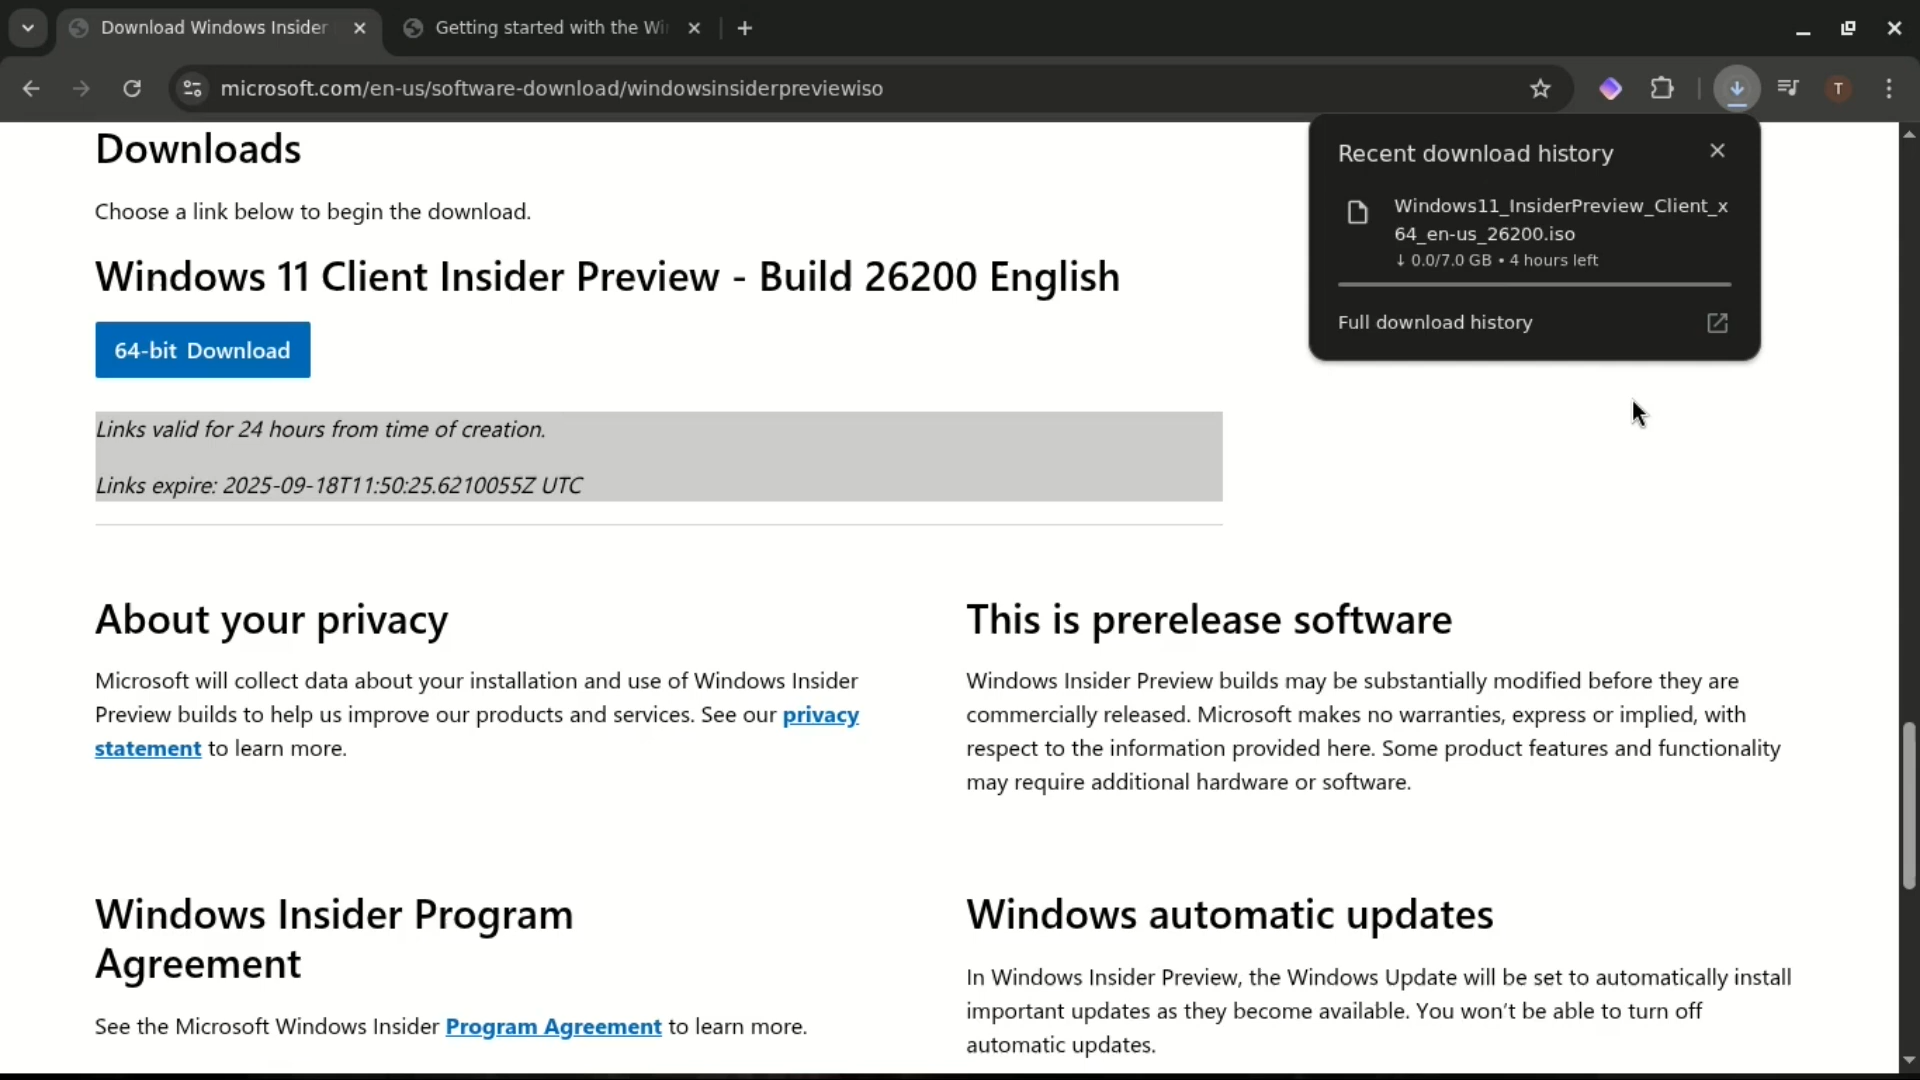 Download Windows Insider
Getting started with the Wi
microsoft.com/en-us/software-download/windowsinsiderpreviewiso
T
Recent download history
Windows11_InsiderPreview_Client_x
64_en-us_26200.iso
↓ 0.0/7.0 GB • 4 hours left
Full download history
Downloads
Choose a link below to begin the download.
Windows 11 Client Insider Preview - Build 26200 English
64-bit Download
Links valid for 24 hours from time of creation.
Links expire: 2025-09-18T11:50:25.6210055Z UTC
About your privacy
Microsoft will collect data about your installation and use of Windows Insider
Preview builds to help us improve our products and services. See our privacy
statement to learn more.
This is prerelease software
Windows Insider Preview builds may be substantially modified before they are
commercially released. Microsoft makes no warranties, express or implied, with
respect to the information provided here. Some product features and functionality
may require additional hardware or software.
Windows Insider Program
Agreement
See the Microsoft Windows Insider Program Agreement to learn more.
Windows automatic updates
In Windows Insider Preview, the Windows Update will be set to automatically install
important updates as they become available. You won't be able to turn off
automatic updates.